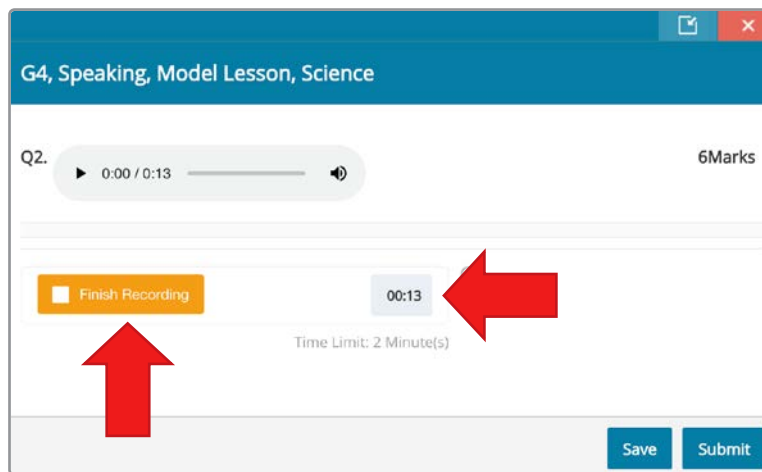 G4, Speaking, Model Lesson, Science
Q2.
0:00 / 0:13
6Marks
Finish Recording
00:13
Time Limit: 2 Minute(s)
Save
Submit